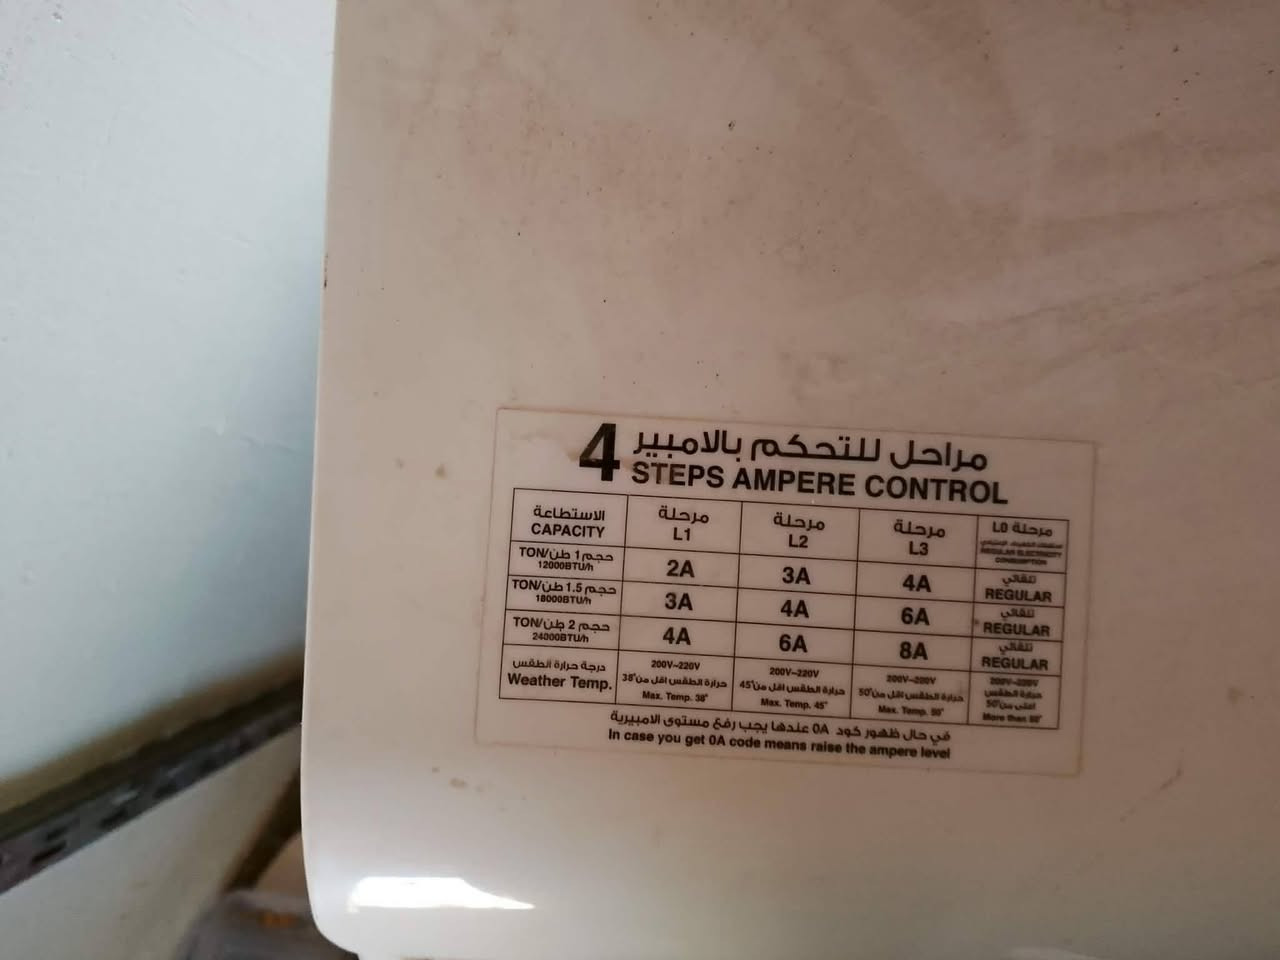 4 مراحل للتحكم بالامبير
STEPS AMPERE CONTROL
الاستطاعة
CAPACITY
مرحلة
L1
مرحلة
L2
مرحلة
L3
مرحلة L0
REGULAR ELECTRICITY
CONSUMPTION
حجم 1 طن/TON
12000BTU/h
2A
3A
4A
تلقائي
REGULAR
حجم 1.5 طن/TON
18000BTU/h
3A
4A
6A
تلقائي
REGULAR
حجم 2 طن/TON
24000BTU/h
4A
6A
8A
تلقائي
REGULAR
درجة حرارة الطقس
Weather Temp.
200V~220V
حرارة الطقس اقل من 38°
Max. Temp. 38°
200V~220V
حرارة الطقس اقل من 45°
Max. Temp. 45°
200V~220V
حرارة الطقس اقل من 50°
Max. Temp. 50°
200V~220V
حرارة الطقس
اعلى من 50°
More than 50°
في حال ظهور كود 0A عندها يجب رفع مستوى الامبيرية
In case you get 0A code means raise the ampere level